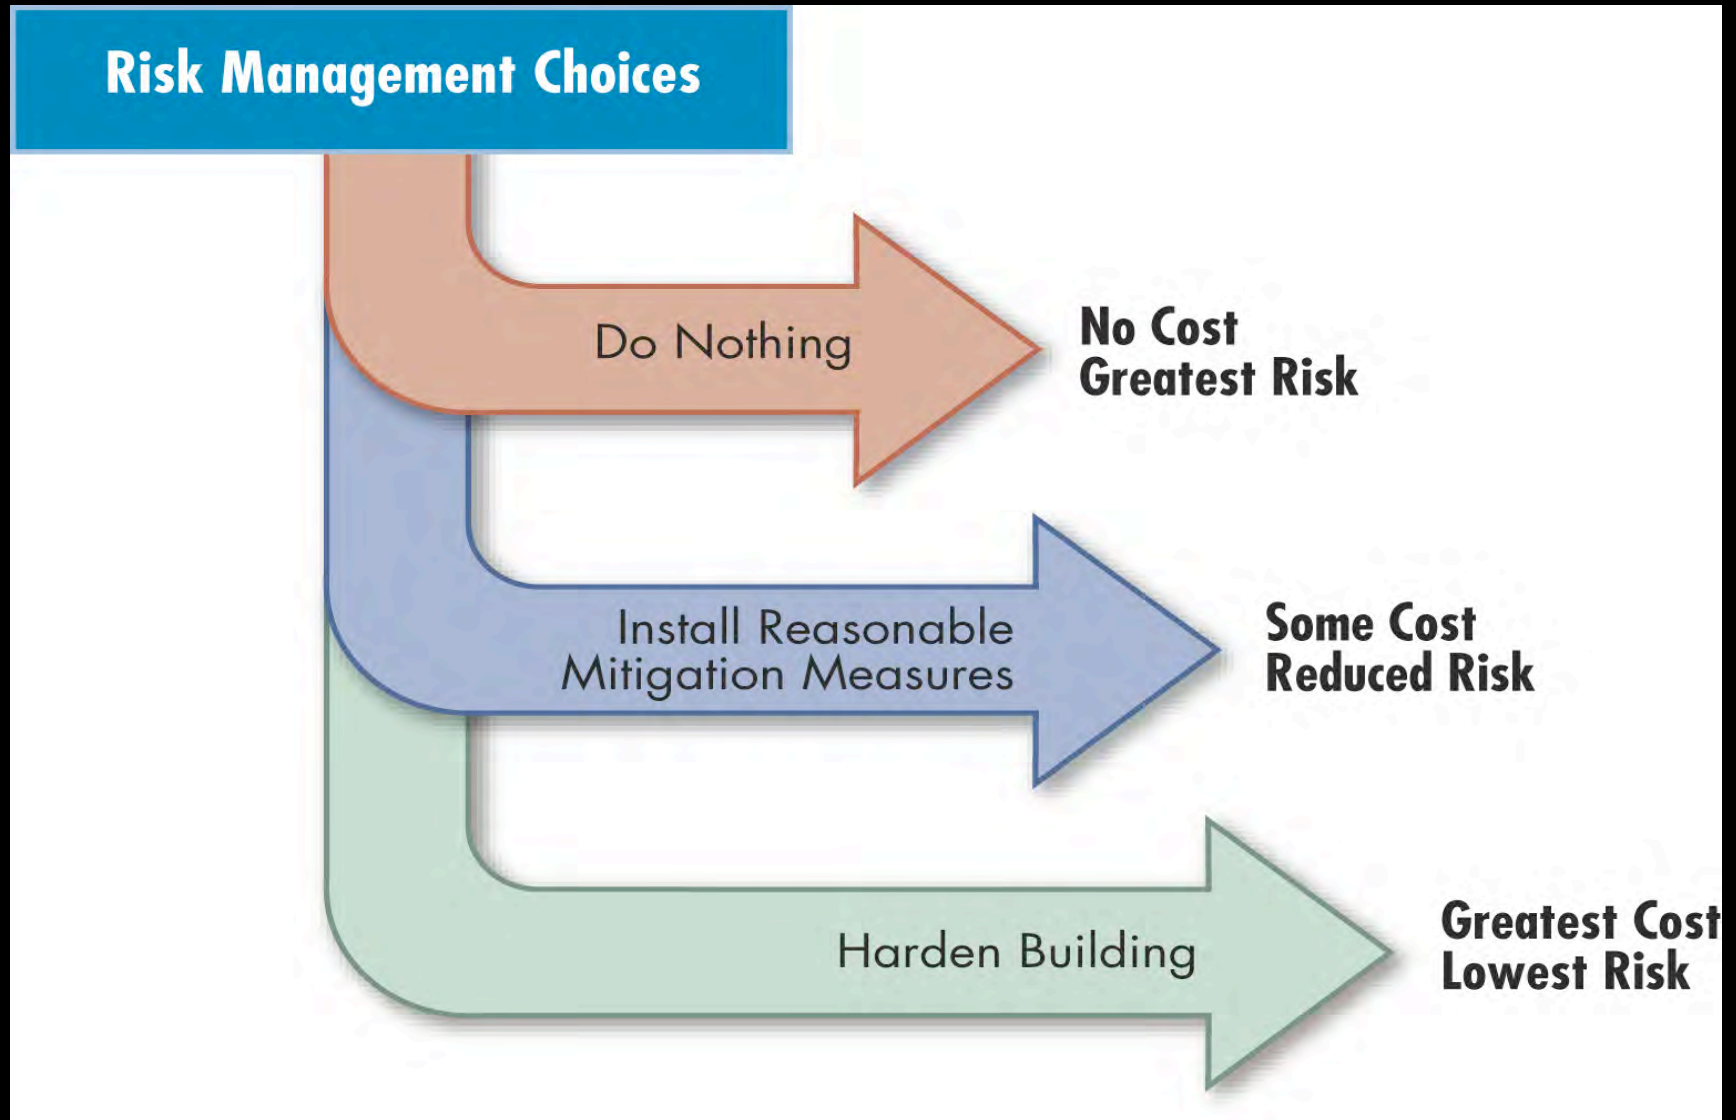 Risk Management Choices
Do Nothing
No Cost
Greatest Risk
Install Reasonable
Mitigation Measures
Some Cost
Reduced Risk
Harden Building
Greatest Cost
Lowest Risk